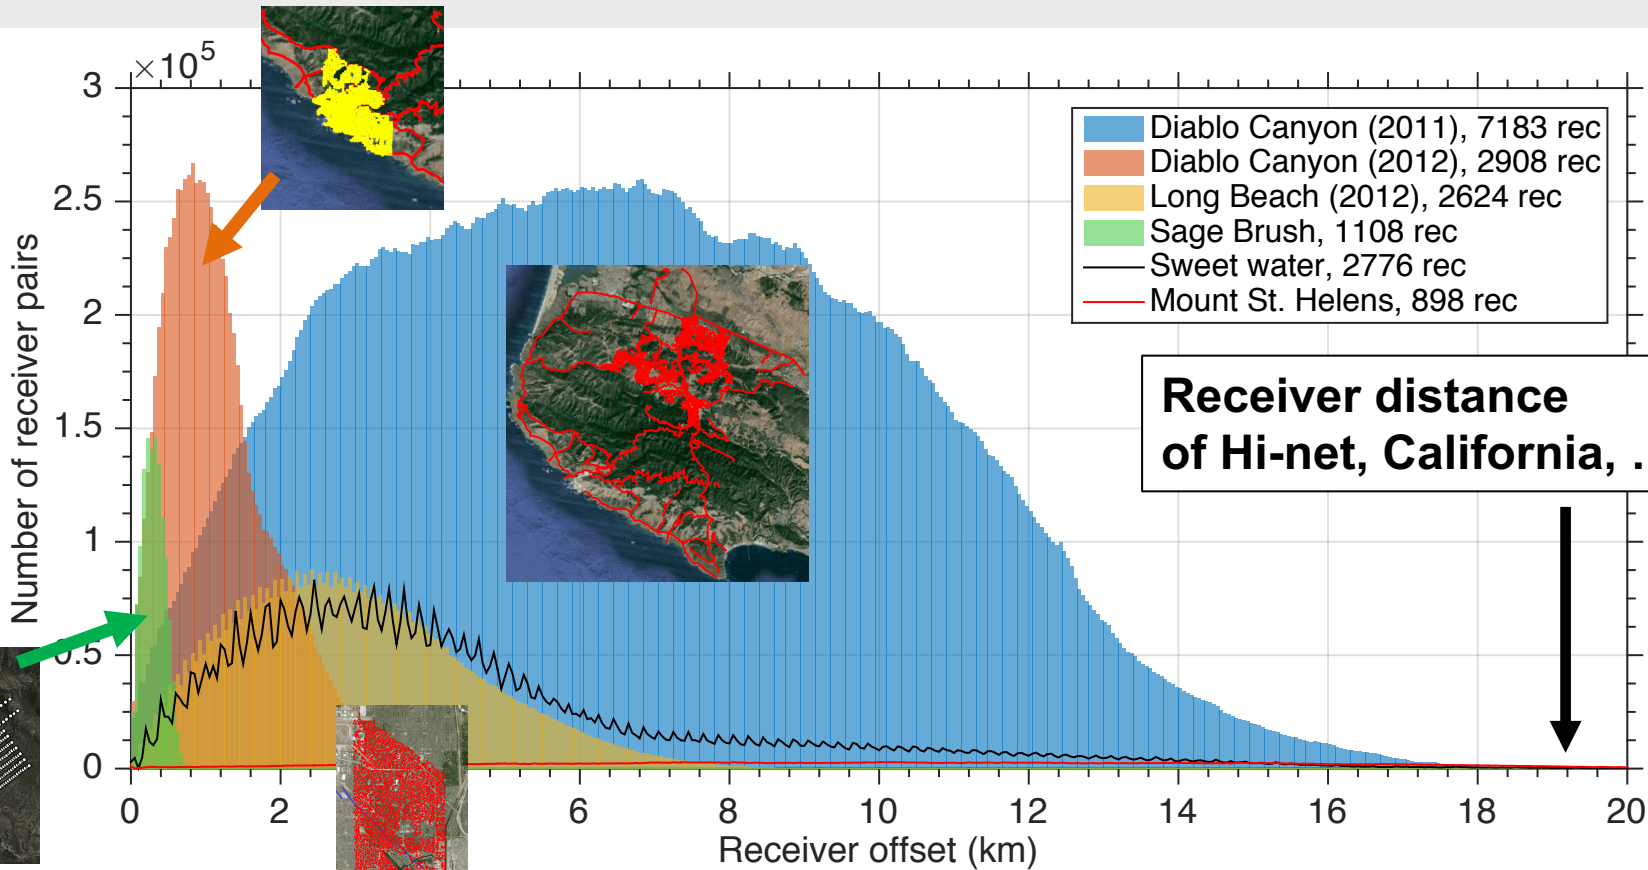 ×10^5
3
2.5
2
1.5
1
0.5
0
Number of receiver pairs
0 2 6 8 10 12 14 16 18 20
Receiver offset (km)
Diablo Canyon (2011), 7183 rec
Diablo Canyon (2012), 2908 rec
Long Beach (2012), 2624 rec
Sage Brush, 1108 rec
Sweet water, 2776 rec
Mount St. Helens, 898 rec
Receiver distance
of Hi-net, California, .